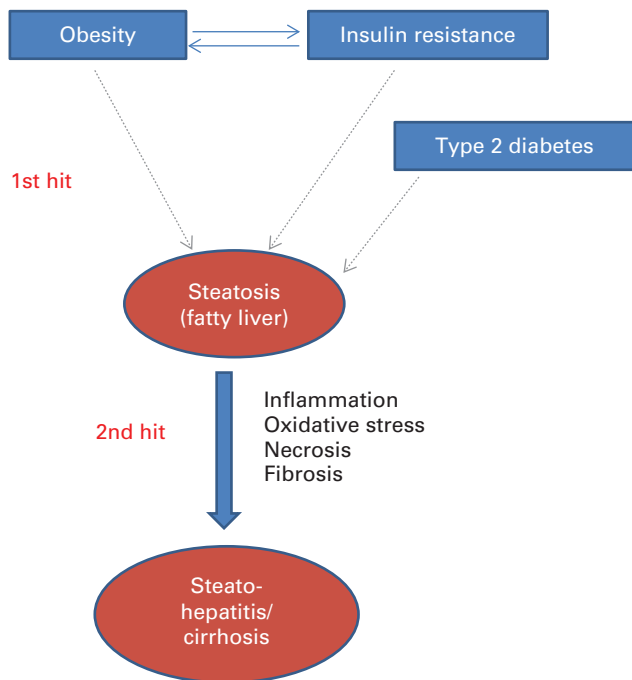 Obesity
Insulin resistance
Type 2 diabetes
1st hit
Steatosis
(fatty liver)
2nd hit
Inflammation
Oxidative stress
Necrosis
Fibrosis
Steato-
hepatitis/
cirrhosis